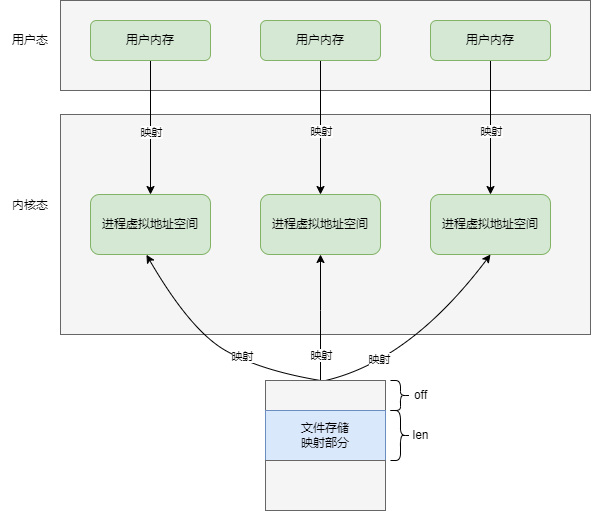 用户态
用户内存
用户内存
用户内存
映射
映射
映射
内核态
进程虚拟地址空间
进程虚拟地址空间
进程虚拟地址空间
映射
映射
映射
off
文件存储
映射部分
len